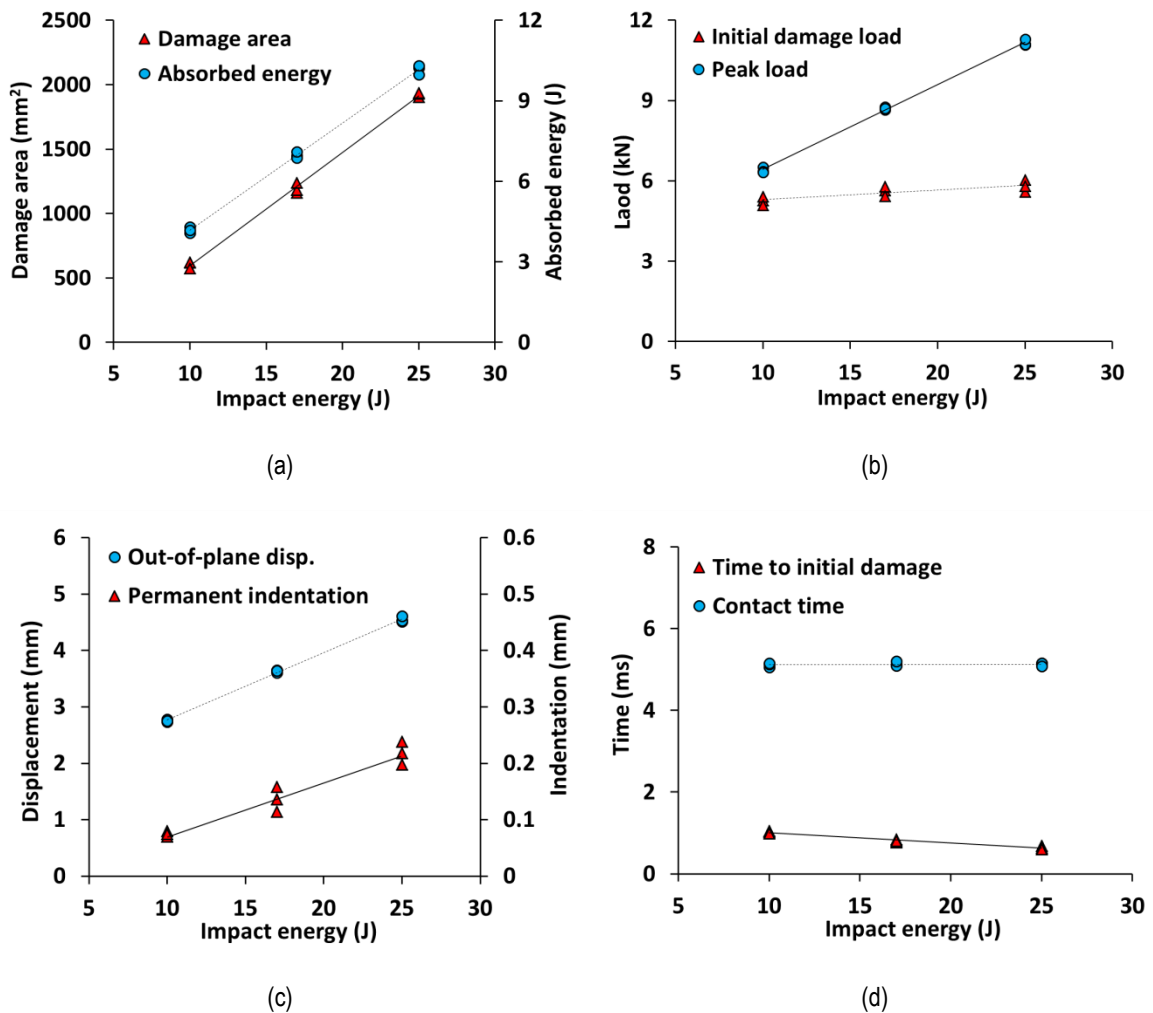 2500
2000
1500
1000
500
0
Damage area (mm²)
Damage area
Absorbed energy
12
9
6
3
0
Absorbed energy (J)
5 10 15 20 25 30
Impact energy (J)
(a)
12
9
6
3
0
Laod (kN)
Initial damage load
Peak load
5 10 15 20 25 30
Impact energy (J)
(b)
6
5
4
3
2
1
0
Displacement (mm)
Out-of-plane disp.
Permanent indentation
0.6
0.5
0.4
0.3
0.2
0.1
0
Indentation (mm)
5 10 15 20 25 30
Impact energy (J)
(c)
8
6
4
2
0
Time (ms)
Time to initial damage
Contact time
5 10 15 20 25 30
Impact energy (J)
(d)